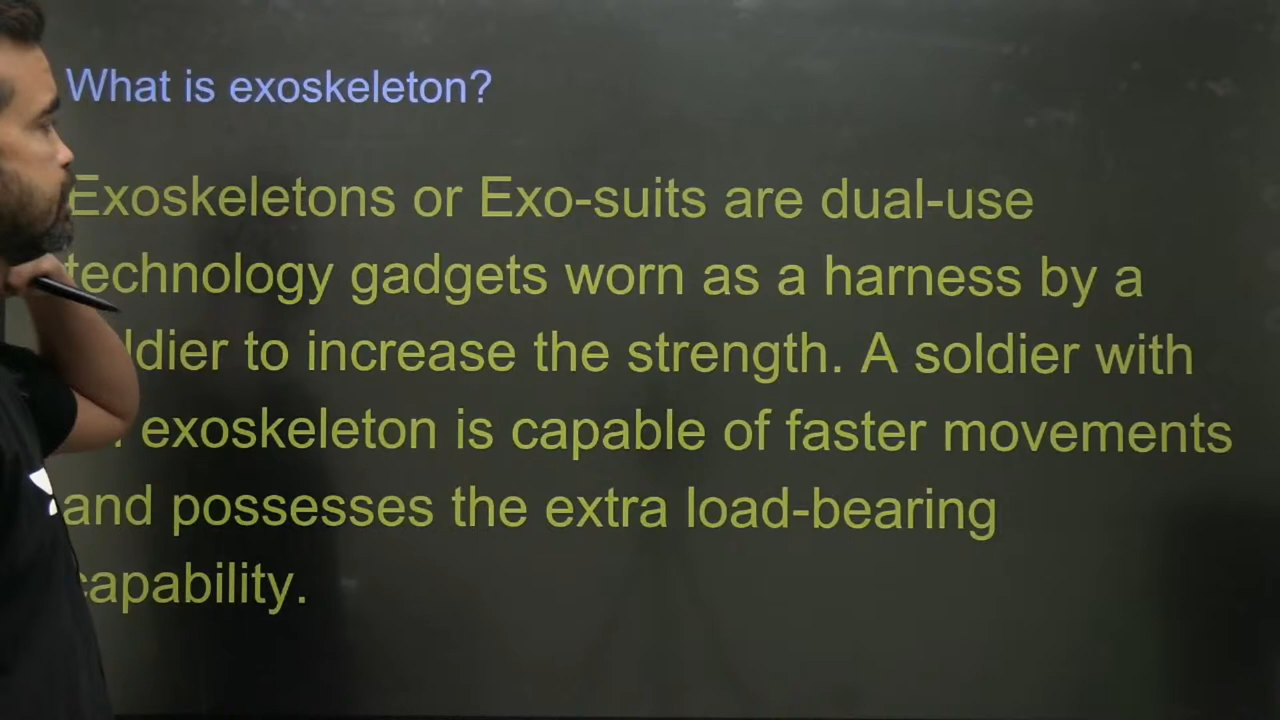 What is exoskeleton?
Exoskeletons or Exo-suits are dual-use
technology gadgets worn as a harness by a
soldier to increase the strength. A soldier with
exoskeleton is capable of faster movements
and possesses the extra load-bearing
capability.